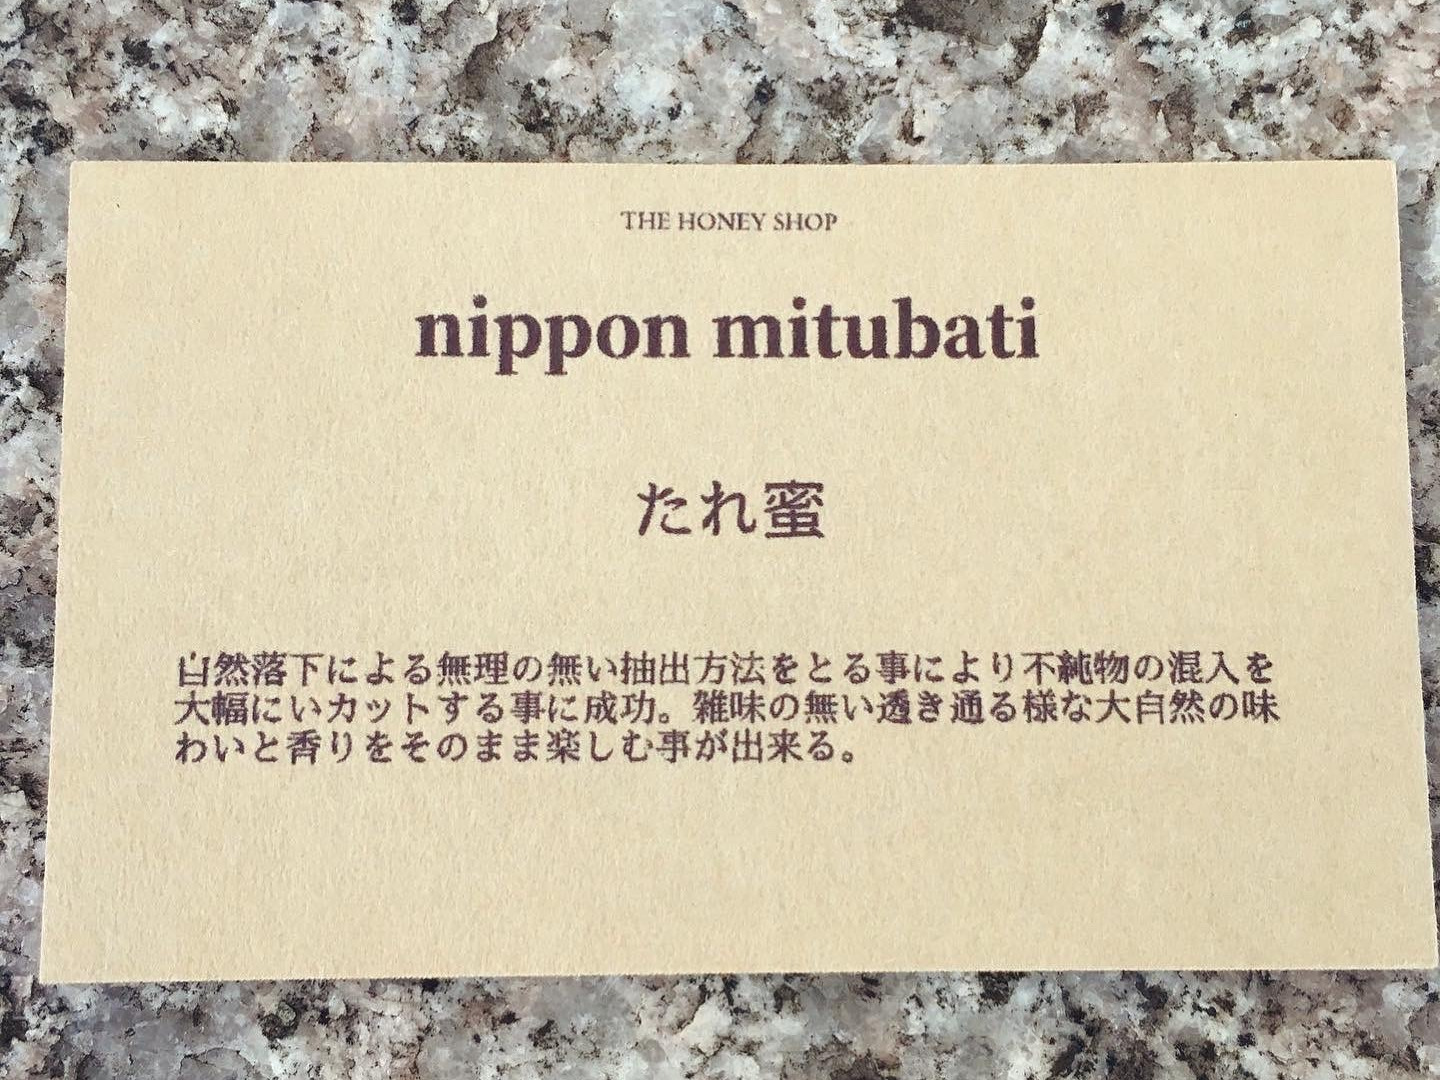 THE HONEY SHOP
nippon mitubati
たれ蜜
自然落下による無理の無い抽出方法をとる事により不純物の混入を
大幅にいカットする事に成功。雑味の無い透き通る様な大自然の味
わいと香りをそのまま楽しむ事が出来る。